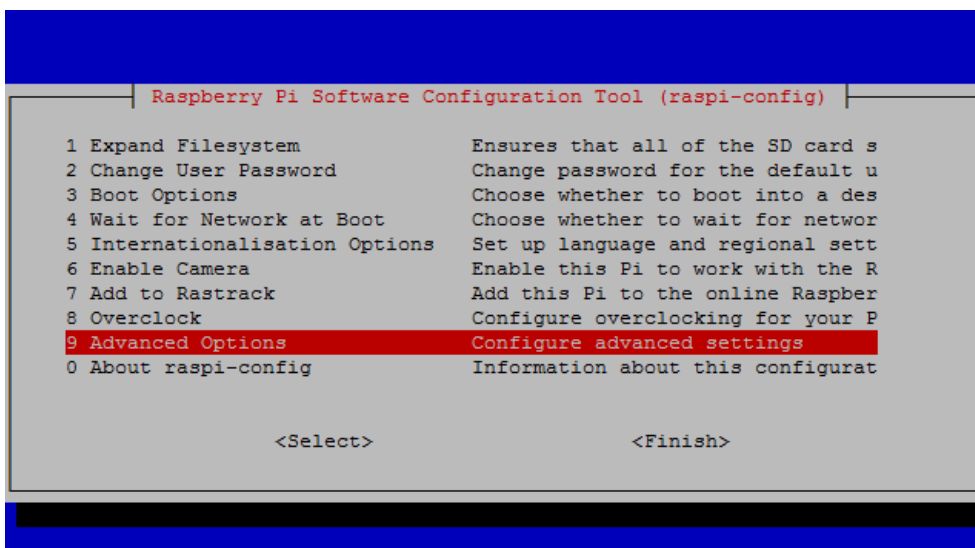 Raspberry Pi Software Configuration Tool (raspi-config)
1 Expand Filesystem Ensures that all of the SD card s
2 Change User Password Change password for the default u
3 Boot Options Choose whether to boot into a des
4 Wait for Network at Boot Choose whether to wait for networ
5 Internationalisation Options Set up language and regional sett
6 Enable Camera Enable this Pi to work with the R
7 Add to Rastrack Add this Pi to the online Raspber
8 Overclock Configure overclocking for your P
9 Advanced Options Configure advanced settings
0 About raspi-config Information about this configurat
<Select> <Finish>